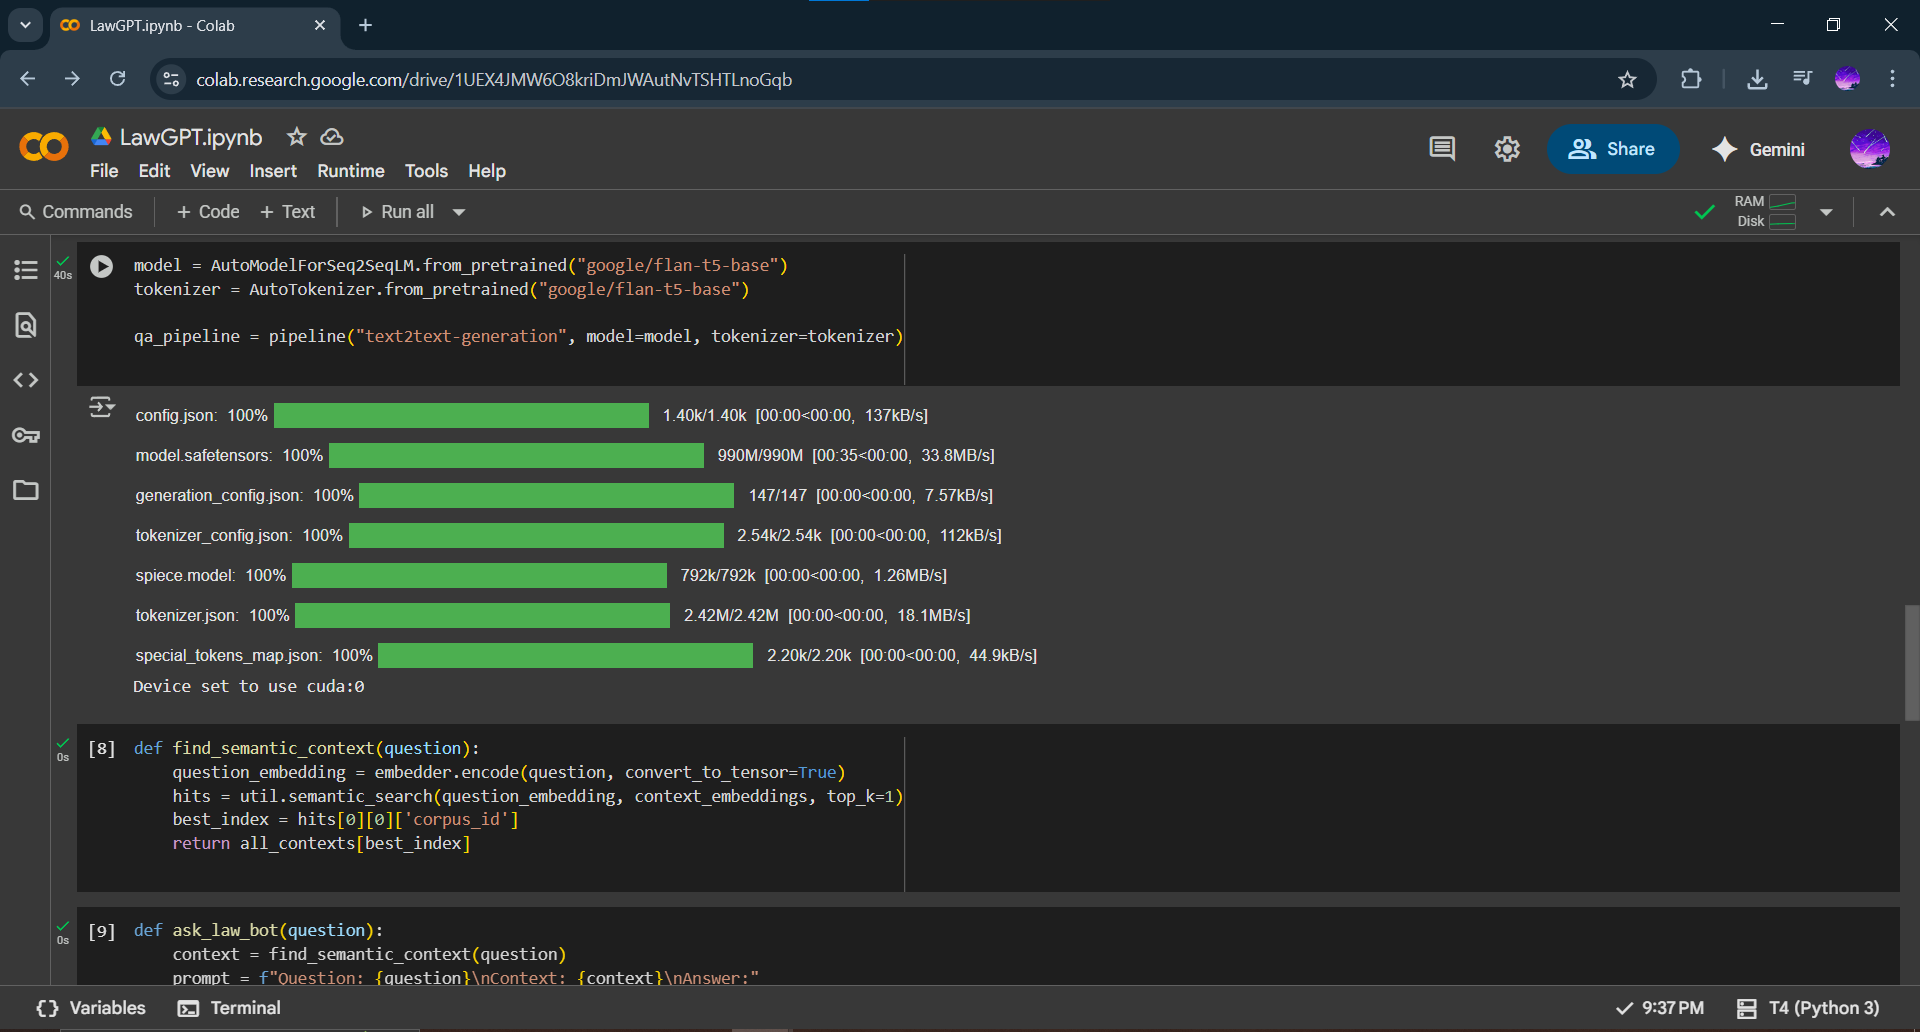 LawGPT.ipynb - Colab
colab.research.google.com/drive/1UEX4JMW6O8kriDmJWAutNvTSHTLnoGqb
LawGPT.ipynb
File Edit View Insert Runtime Tools Help
Share
Gemini
Commands + Code + Text Run all
RAM
Disk
40s
model = AutoModelForSeq2SeqLM.from_pretrained("google/flan-t5-base")
tokenizer = AutoTokenizer.from_pretrained("google/flan-t5-base")
qa_pipeline = pipeline("text2text-generation", model=model, tokenizer=tokenizer)
config.json: 100% 1.40k/1.40k [00:00<00:00, 137kB/s]
model.safetensors: 100% 990M/990M [00:35<00:00, 33.8MB/s]
generation_config.json: 100% 147/147 [00:00<00:00, 7.57kB/s]
tokenizer_config.json: 100% 2.54k/2.54k [00:00<00:00, 112kB/s]
spiece.model: 100% 792k/792k [00:00<00:00, 1.26MB/s]
tokenizer.json: 100% 2.42M/2.42M [00:00<00:00, 18.1MB/s]
special_tokens_map.json: 100% 2.20k/2.20k [00:00<00:00, 44.9kB/s]
Device set to use cuda:0
0s
[8] def find_semantic_context(question):
question_embedding = embedder.encode(question, convert_to_tensor=True)
hits = util.semantic_search(question_embedding, context_embeddings, top_k=1)
best_index = hits[0][0]['corpus_id']
return all_contexts[best_index]
0s
[9] def ask_law_bot(question):
context = find_semantic_context(question)
prompt = f"Question: {question}\nContext: {context}\nAnswer:"
{} Variables Terminal
9:37 PM T4 (Python 3)